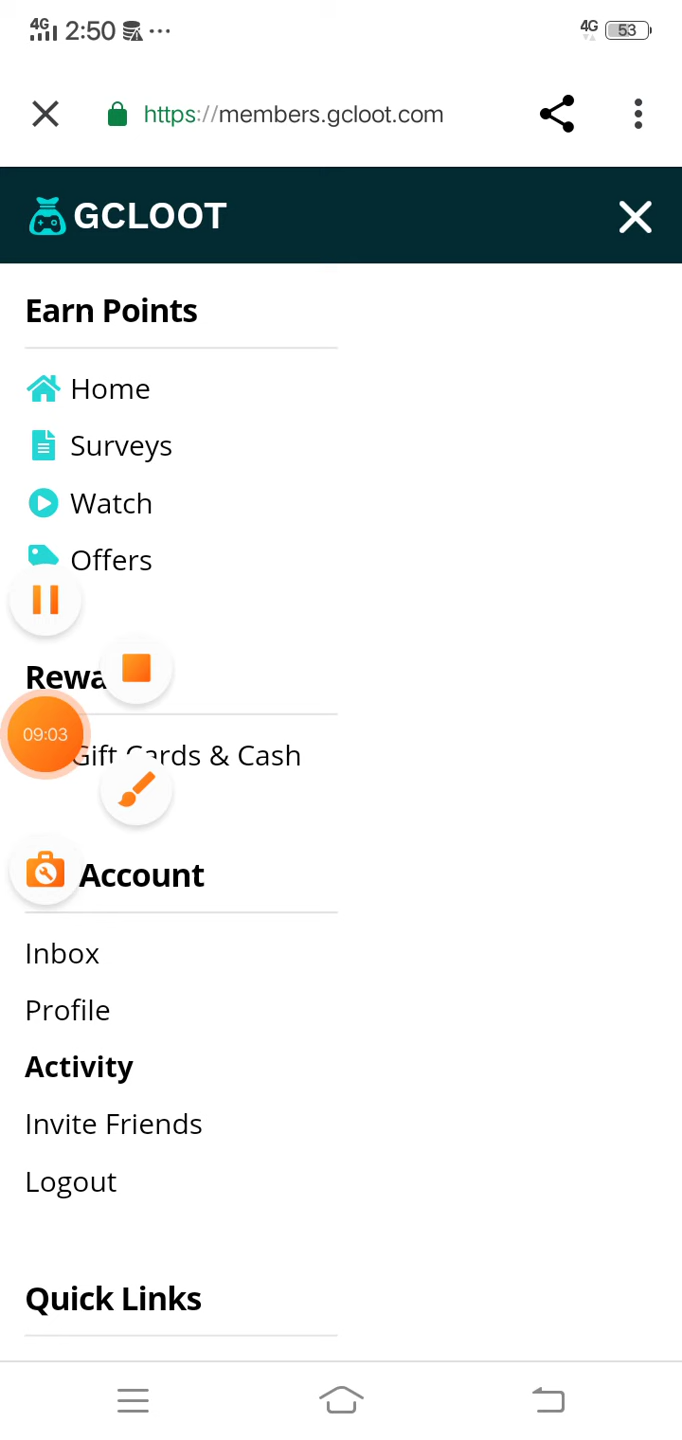 4G 2:50 ... 4G 53
https://members.gcloot.com
GCLOOT
Earn Points
Home
Surveys
Watch
Offers
Rewa
09:03
Gift Cards & Cash
Account
Inbox
Profile
Activity
Invite Friends
Logout
Quick Links